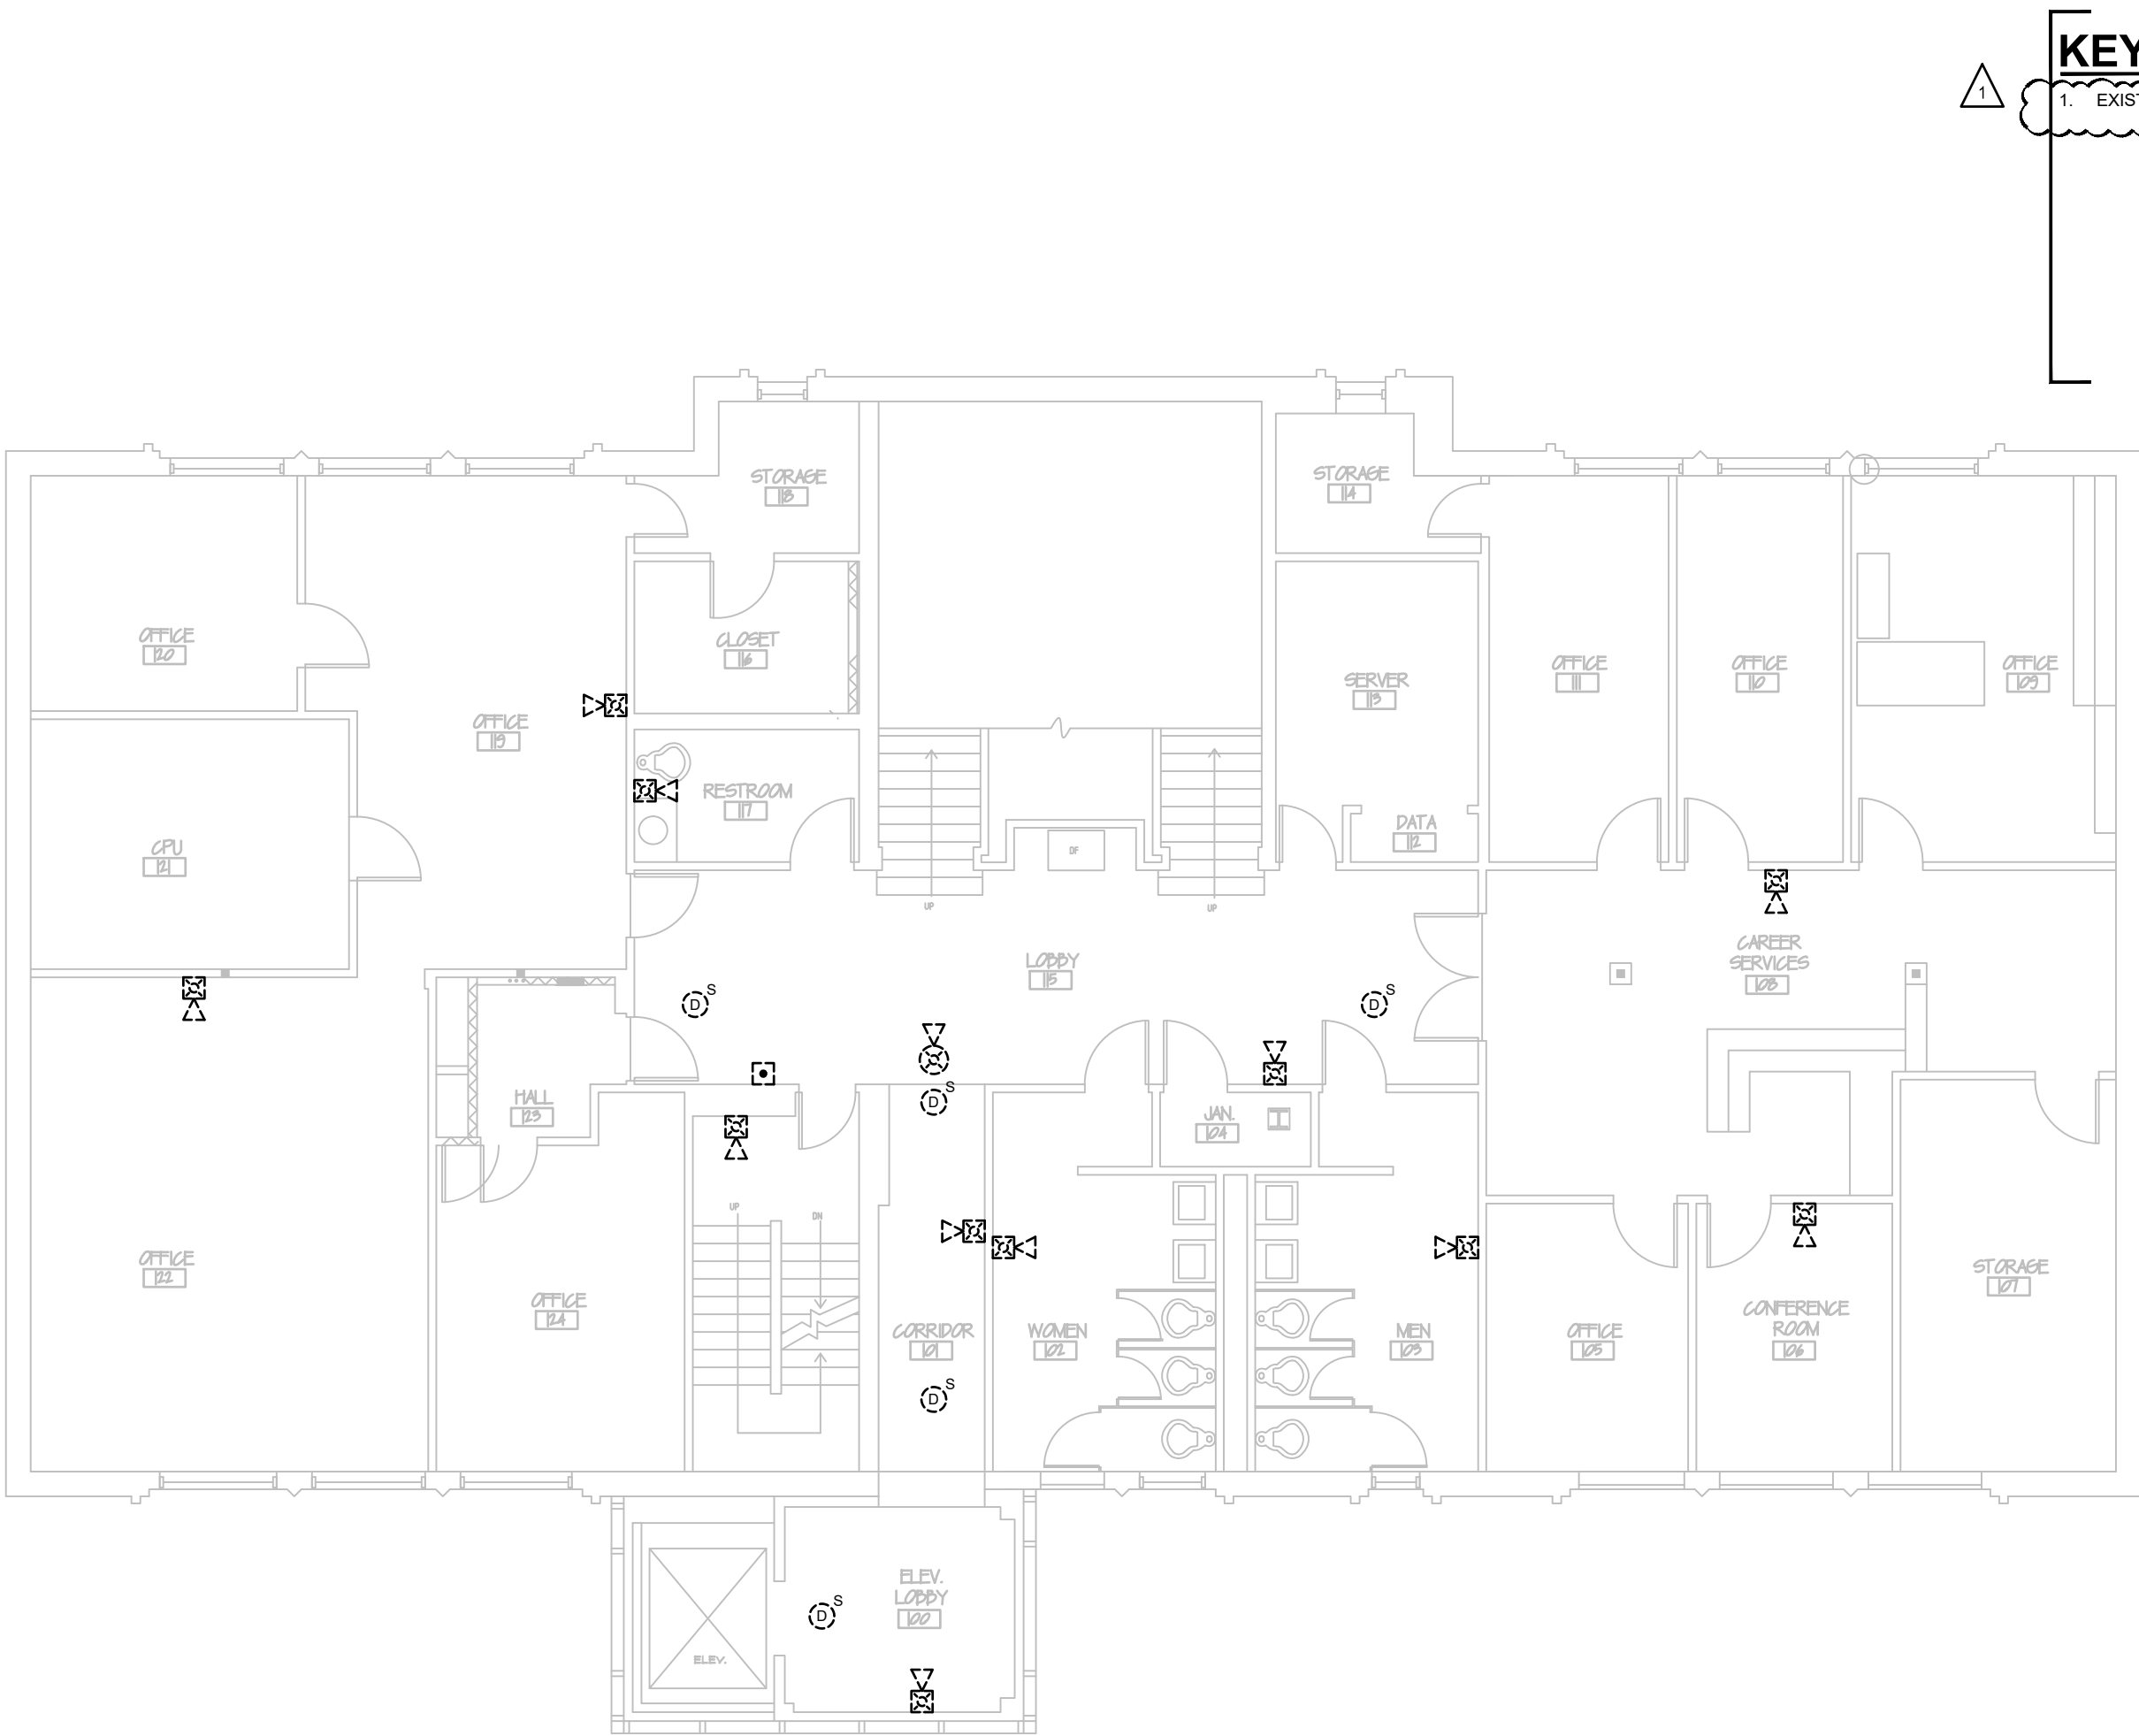 KEY
1
1. EXIST
STORAGE
118
STORAGE
114
OFFICE
120
CLOSET
116
SERVER
113
OFFICE
111
OFFICE
110
OFFICE
109
OFFICE
119
RESTROOM
117
DATA
112
CPU
121
DF
UP
UP
LOBBY
115
CAREER
SERVICES
108
D S
D S
D S
HALL
123
JAN.
104
UP
DN
OFFICE
122
OFFICE
124
CORRIDOR
101
WOMEN
102
MEN
103
OFFICE
105
CONFERENCE
ROOM
106
STORAGE
107
D S
ELEV.
LOBBY
100
D S
ELEV.